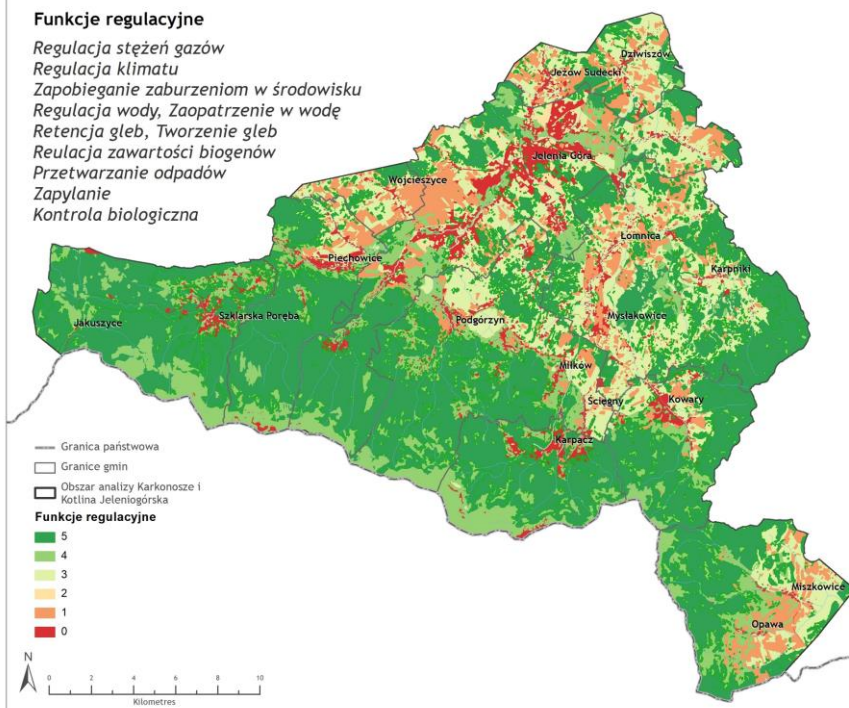 Funkcje regulacyjne
Regulacja stężeń gazów
Regulacja klimatu
Zapobieganie zaburzeniom w środowisku
Regulacja wody, Zaopatrzenie w wodę
Retencja gleb, Tworzenie gleb
Reulacja zawartości biogenów
Przetwarzanie odpadów
Zapylanie
Kontrola biologiczna
Dziwiszów
Jeżów Sudecki
Jelenia Góra
Wojcieszyce
Łomnica
Piechowice
Karpniki
Szklarska Poręba
Jakuszyce
Podgórzyn
Mysłakowice
Miłków
Ścięgny
Kowary
Karpacz
Miszkowice
Opawa
Granica państwowa
Granice gmin
Obszar analizy Karkonosze i
Kotlina Jeleniogórska
Funkcje regulacyjne
5
4
3
2
1
0
N
0 2 4 6 8 10
Kilometres